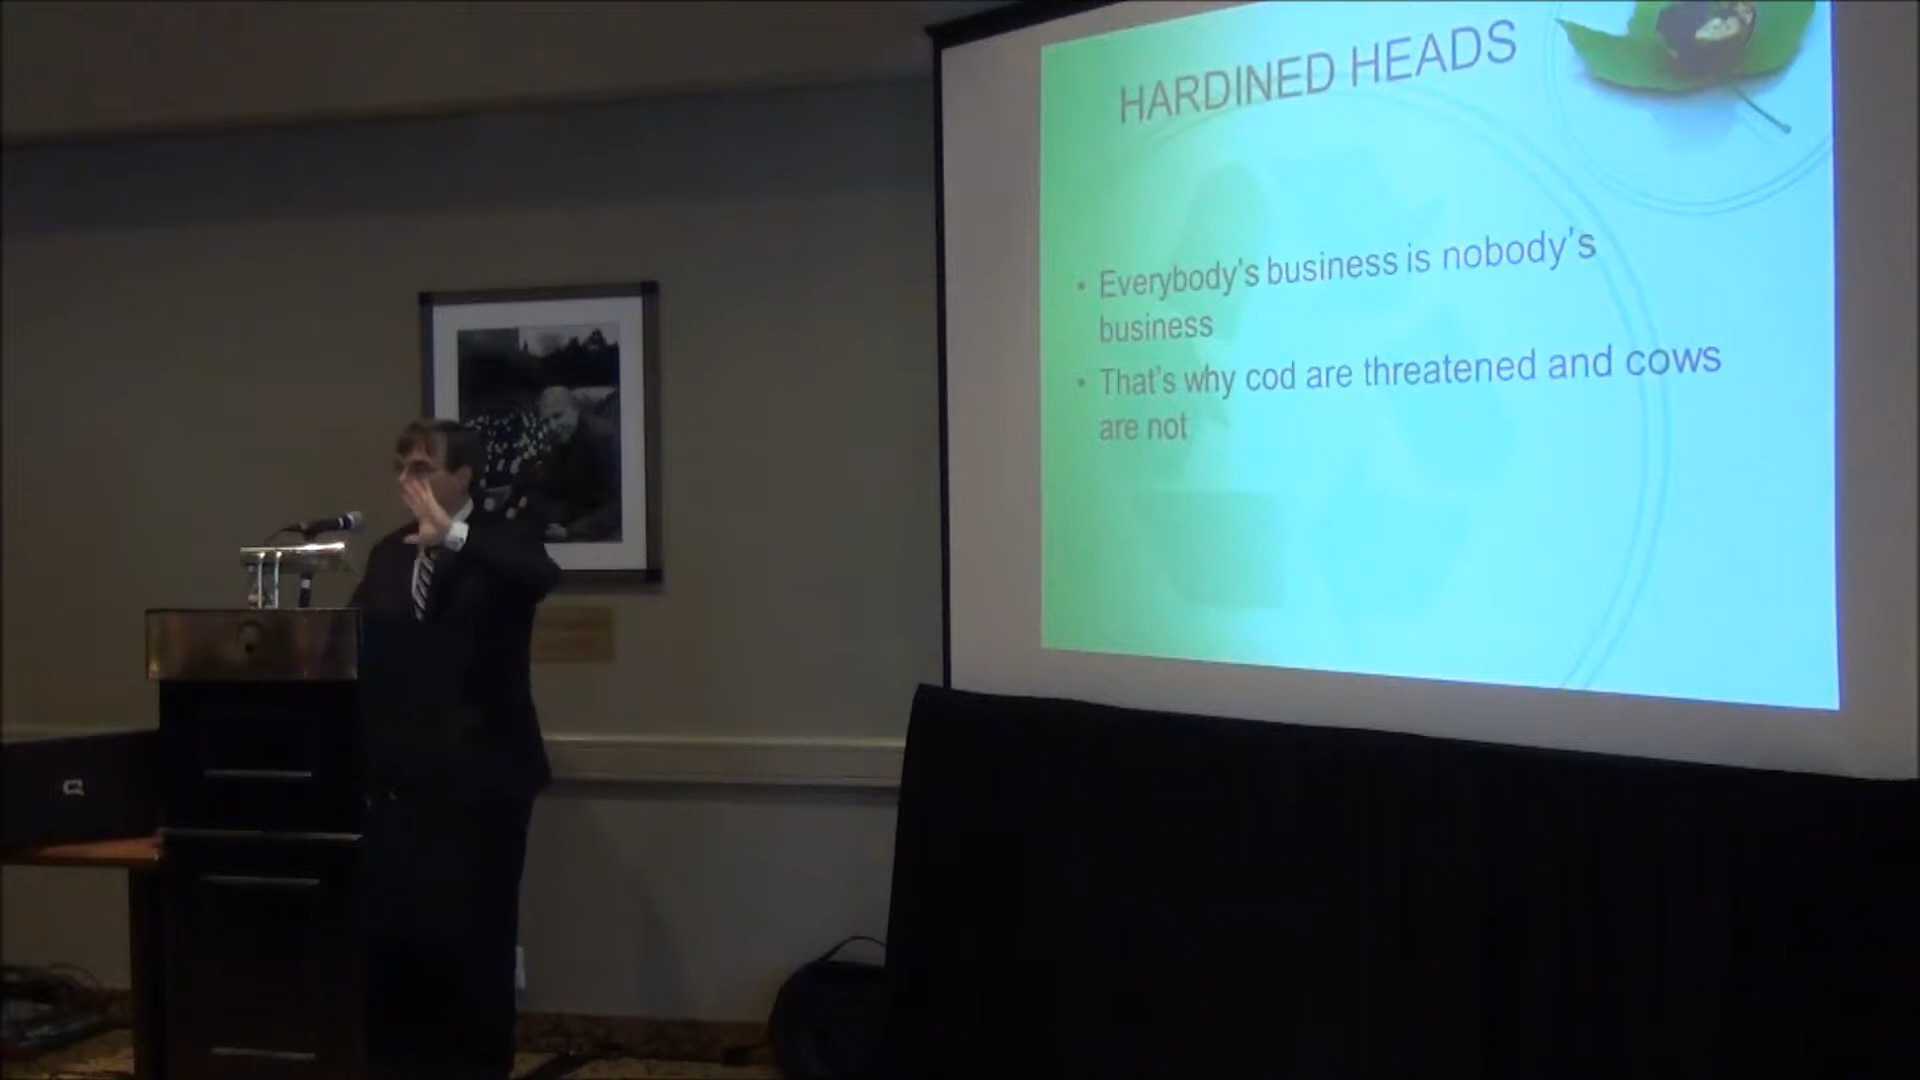 HARDINED HEADS
• Everybody's business is nobody's
business
• That's why cod are threatened and cows
are not